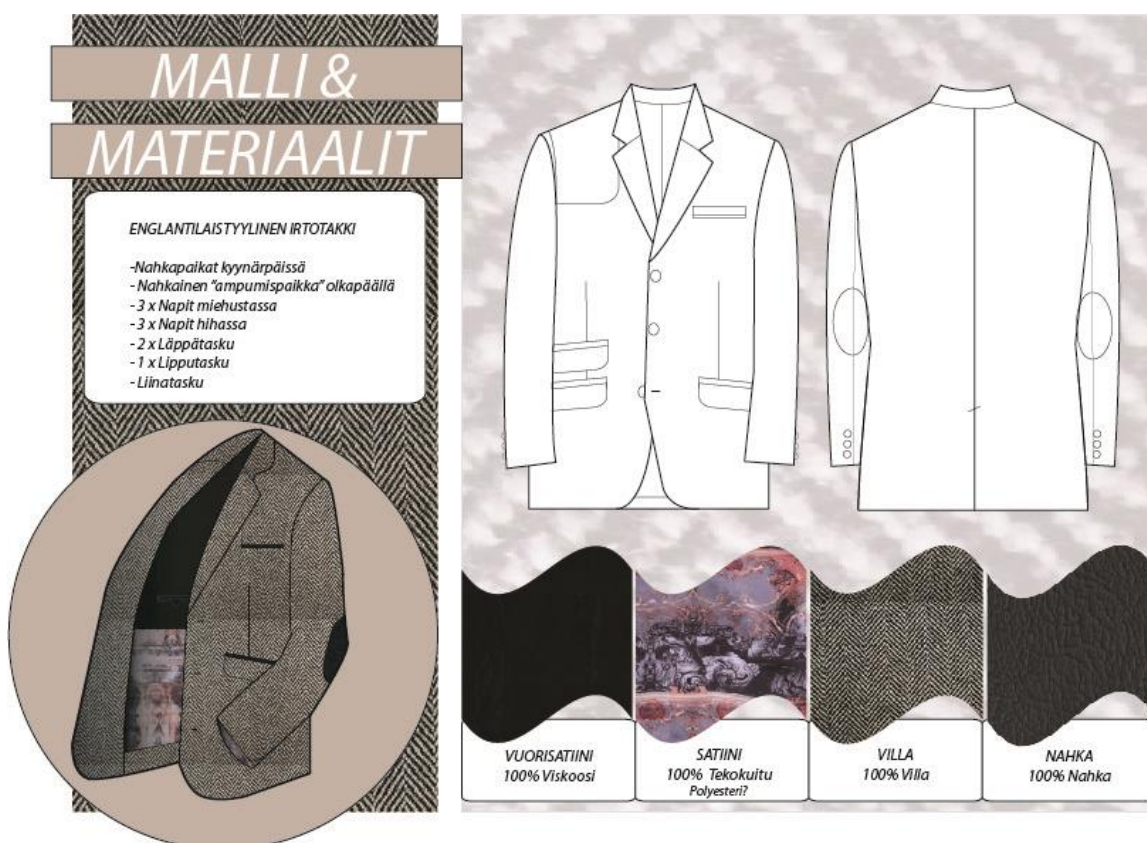 MALLI &
MATERIAALIT
ENGLANTILAISTYYLINEN IRTOTAKKI
-Nahkapaikat kyynärpäissä
- Nahkainen "ampumispaikka" olkapäällä
- 3 x Napit miehustassa
- 3 x Napit hihassa
- 2 x Läppätasku
- 1 x Lipputasku
- Liinatasku
VUORISATIINI
100% Viskoosi
SATIINI
100% Tekokuitu
Polyesteri?
VILLA
100% Villa
NAHKA
100% Nahka